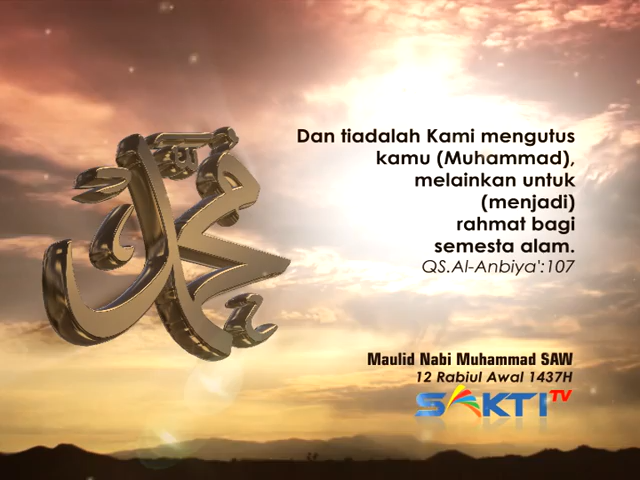 محمد
Dan tiadalah Kami mengutus
kamu (Muhammad),
melainkan untuk
(menjadi)
rahmat bagi
semesta alam.
QS.Al-Anbiya':107
Maulid Nabi Muhammad SAW
12 Rabiul Awal 1437H
SAKTI TV